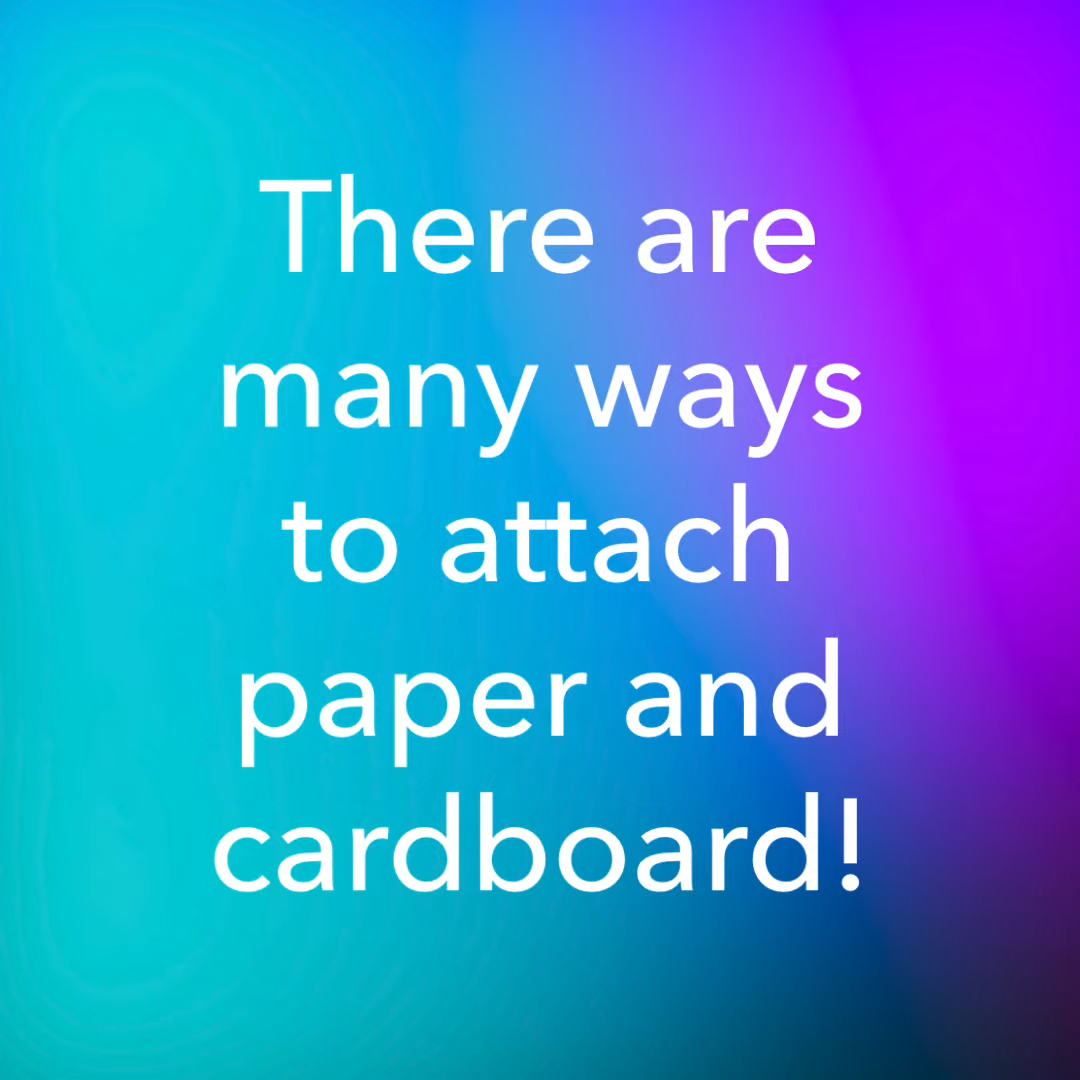 There are
many ways
to attach
paper and
cardboard!